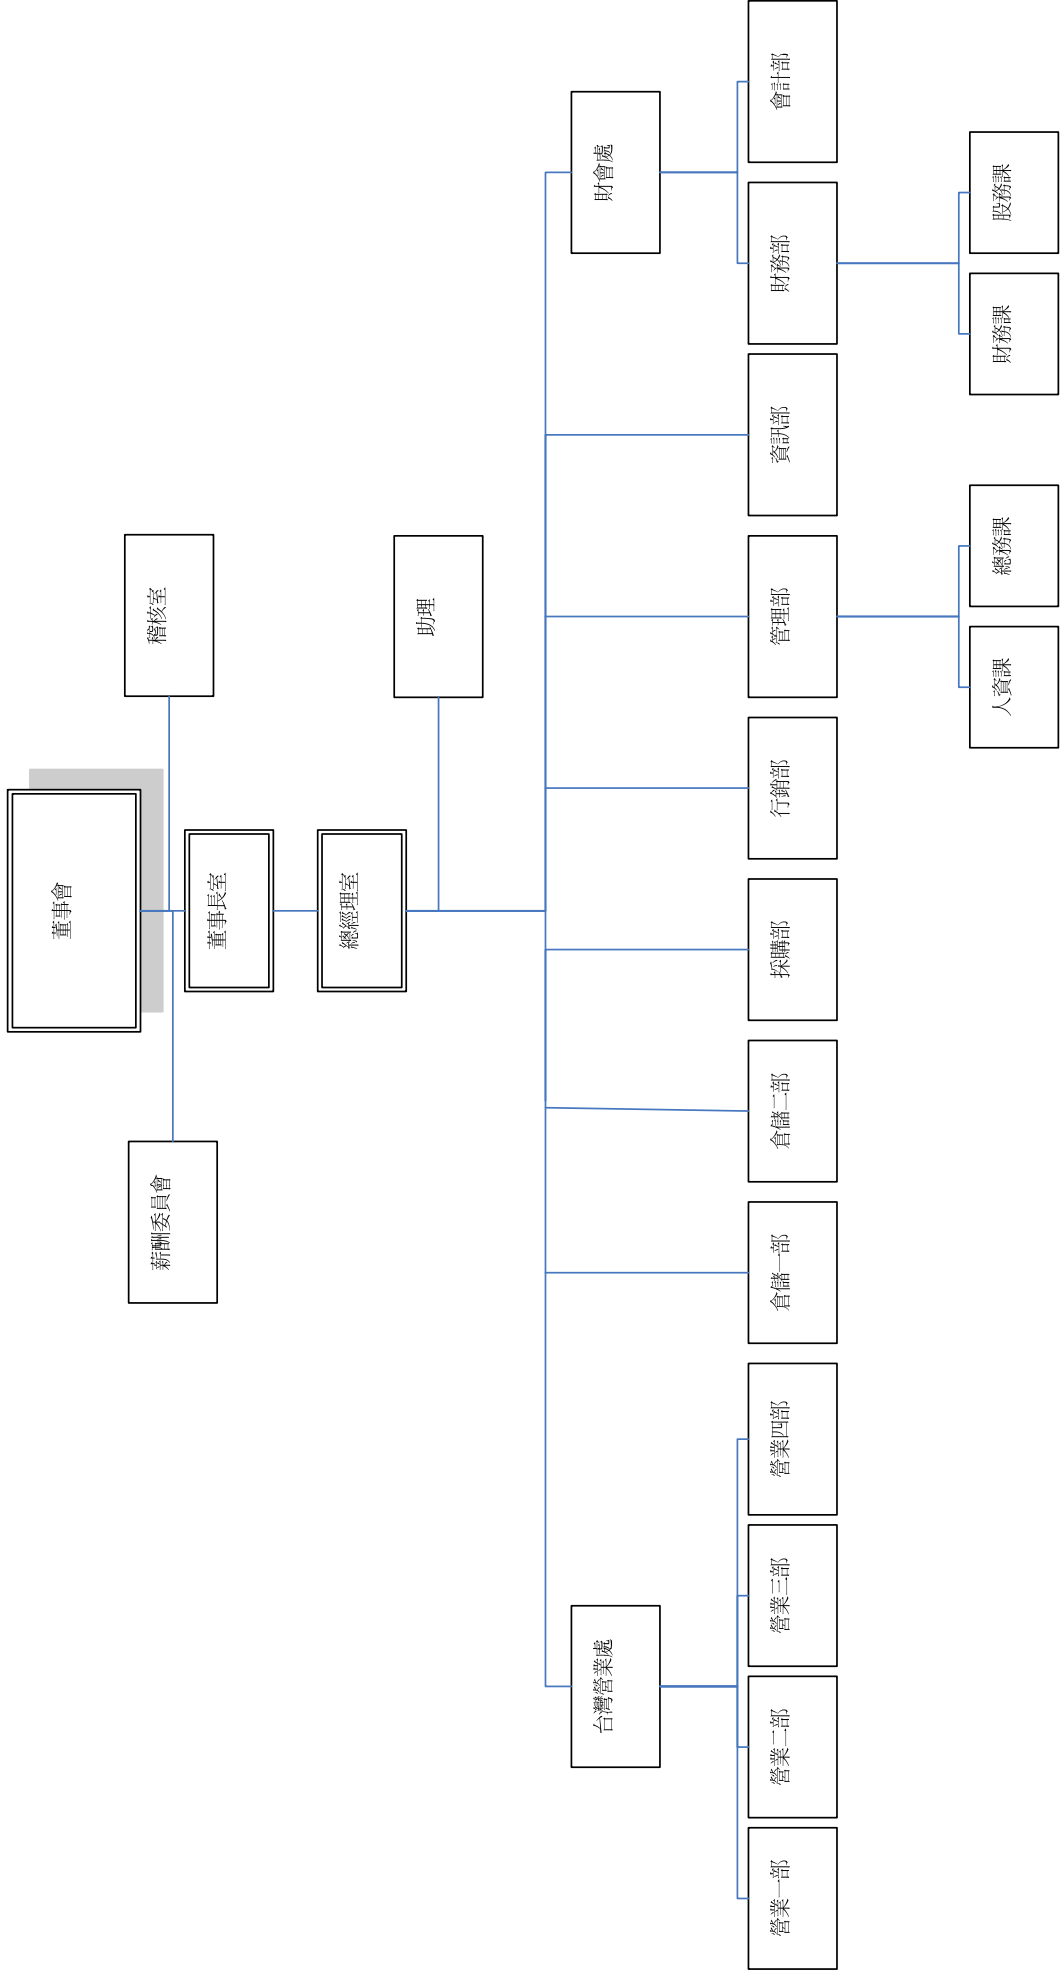 董事會
稽核室
薪酬委員會
董事長室
總經理室
助理
台灣營業處
財會處
營業一部
營業二部
營業三部
營業四部
倉儲一部
倉儲二部
採購部
行銷部
管理部
資訊部
財務部
會計部
人資課
總務課
財務課
股務課